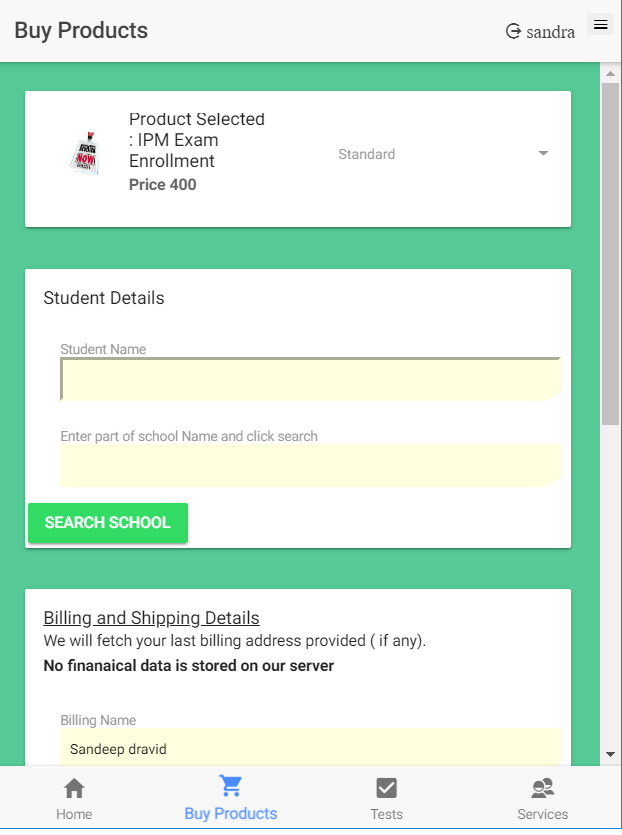 Buy Products
sandra
Product Selected
: IPM Exam
Enrollment
Price 400
Standard
Student Details
Student Name
Enter part of school Name and click search
SEARCH SCHOOL
Billing and Shipping Details
We will fetch your last billing address provided ( if any).
No finanaical data is stored on our server
Billing Name
Sandeep dravid
Home
Buy Products
Tests
Services